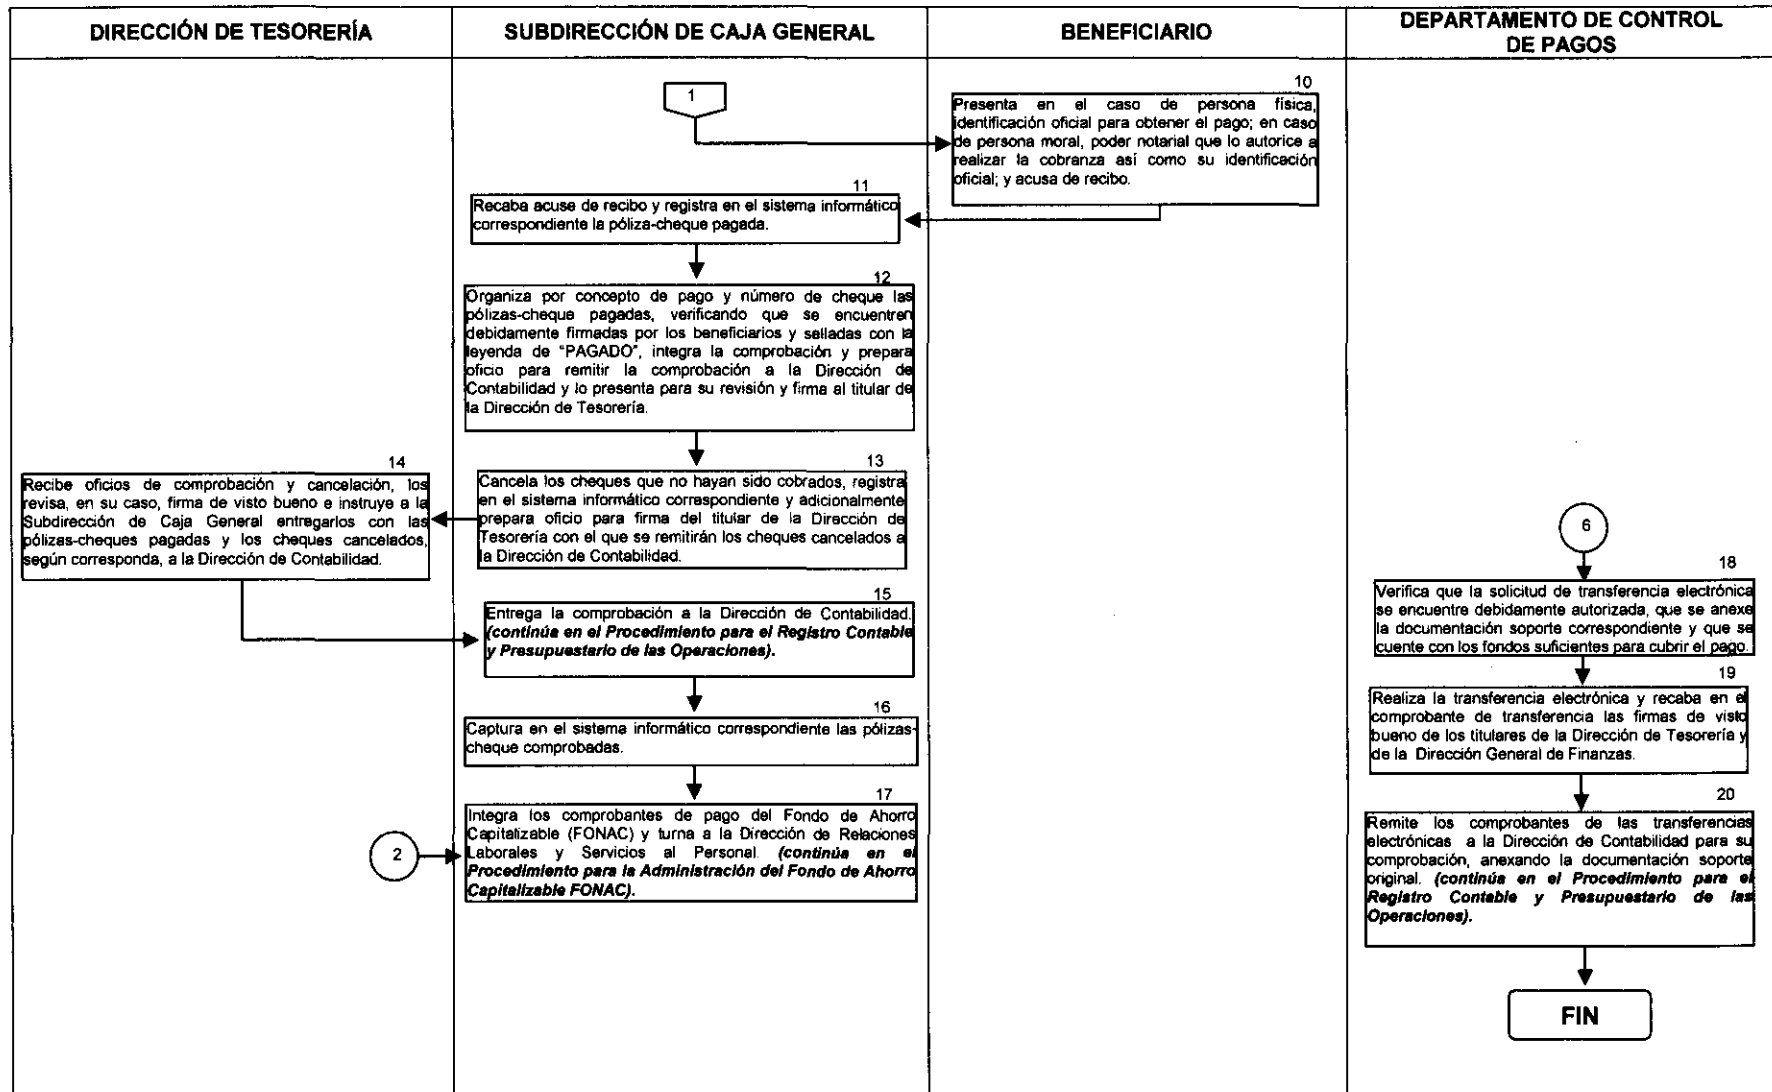 DIRECCIÓN DE TESORERÍA
SUBDIRECCIÓN DE CAJA GENERAL
BENEFICIARIO
DEPARTAMENTO DE CONTROL
DE PAGOS
1
10
Presenta en el caso de persona física,
identificación oficial para obtener el pago; en caso
de persona moral, poder notarial que lo autorice a
realizar la cobranza así como su identificación
oficial; y acusa de recibo.
11
Recaba acuse de recibo y registra en el sistema informático
correspondiente la póliza-cheque pagada.
12
Organiza por concepto de pago y número de cheque las
pólizas-cheque pagadas, verificando que se encuentren
debidamente firmadas por los beneficiarios y selladas con la
leyenda de "PAGADO", integra la comprobación y prepara
oficio para remitir la comprobación a la Dirección de
Contabilidad y lo presenta para su revisión y firma al titular de
la Dirección de Tesorería.
13
Cancela los cheques que no hayan sido cobrados, registra
en el sistema informático correspondiente y adicionalmente
prepara oficio para firma del titular de la Dirección de
Tesorería con el que se remitirán los cheques cancelados a
la Dirección de Contabilidad.
14
Recibe oficios de comprobación y cancelación, los
revisa, en su caso, firma de visto bueno e instruye a la
Subdirección de Caja General entregarlos con las
pólizas-cheques pagadas y los cheques cancelados,
según corresponda, a la Dirección de Contabilidad.
15
Entrega la comprobación a la Dirección de Contabilidad.
(continúa en el Procedimiento para el Registro Contable
y Presupuestario de las Operaciones).
16
Captura en el sistema informático correspondiente las pólizas-
cheque comprobadas.
17
2
Integra los comprobantes de pago del Fondo de Ahorro
Capitalizable (FONAC) y turna a la Dirección de Relaciones
Laborales y Servicios al Personal. (continúa en el
Procedimiento para la Administración del Fondo de Ahorro
Capitalizable FONAC).
6
18
Verifica que la solicitud de transferencia electrónica
se encuentre debidamente autorizada, que se anexe
la documentación soporte correspondiente y que se
cuente con los fondos suficientes para cubrir el pago.
19
Realiza la transferencia electrónica y recaba en el
comprobante de transferencia las firmas de visto
bueno de los titulares de la Dirección de Tesorería y
de la Dirección General de Finanzas.
20
Remite los comprobantes de las transferencias
electrónicas a la Dirección de Contabilidad para su
comprobación, anexando la documentación soporte
original. (continúa en el Procedimiento para el
Registro Contable y Presupuestario de las
Operaciones).
FIN